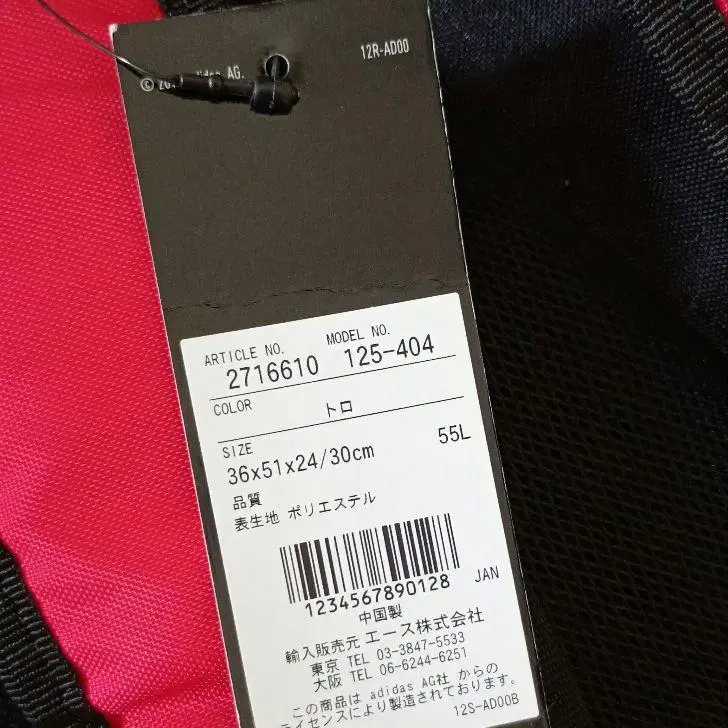 12R-AD00
© adidas AG.
ARTICLE NO. MODEL NO.
2716610 125-404
COLOR
トロ
SIZE
36x51x24/30cm 55L
品質
表生地 ポリエステル
1234567890128 JAN
中国製
輸入販売元 エース株式会社
東京 TEL 03-3847-5533
大阪 TEL 06-6244-6251
この商品は adidas AG社 からの
ライセンスにより製造されております。
12S-AD00B